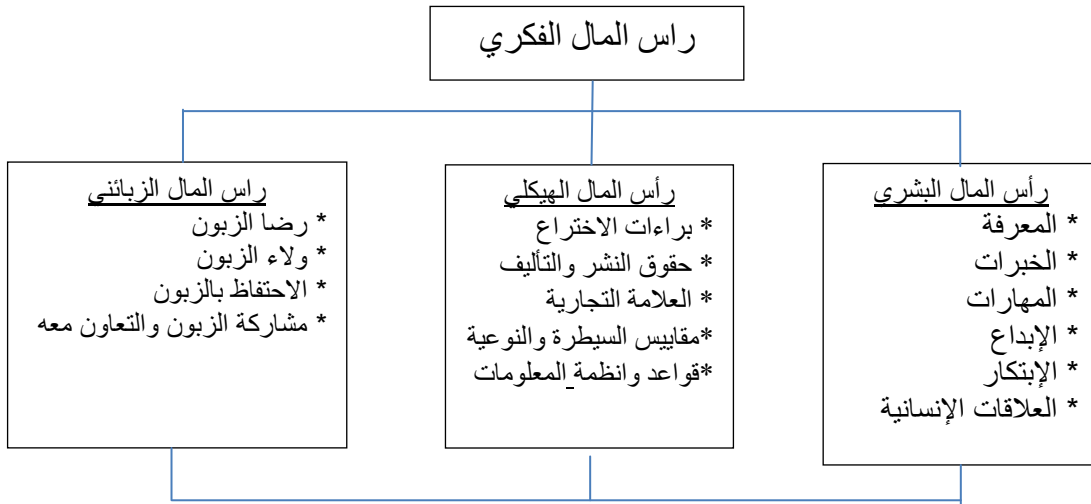 راس المال الفكري
رأس المال البشري
* المعرفة
* الخبرات
* المهارات
* الإبداع
* الإبتكار
* العلاقات الإنسانية
رأس المال الهيكلي
* براءات الاختراع
* حقوق النشر والتأليف
* العلامة التجارية
*مقاييس السيطرة والنوعية
*قواعد وانظمة المعلومات
راس المال الزبائني
* رضا الزبون
* ولاء الزبون
* الاحتفاظ بالزبون
* مشاركة الزبون والتعاون معه